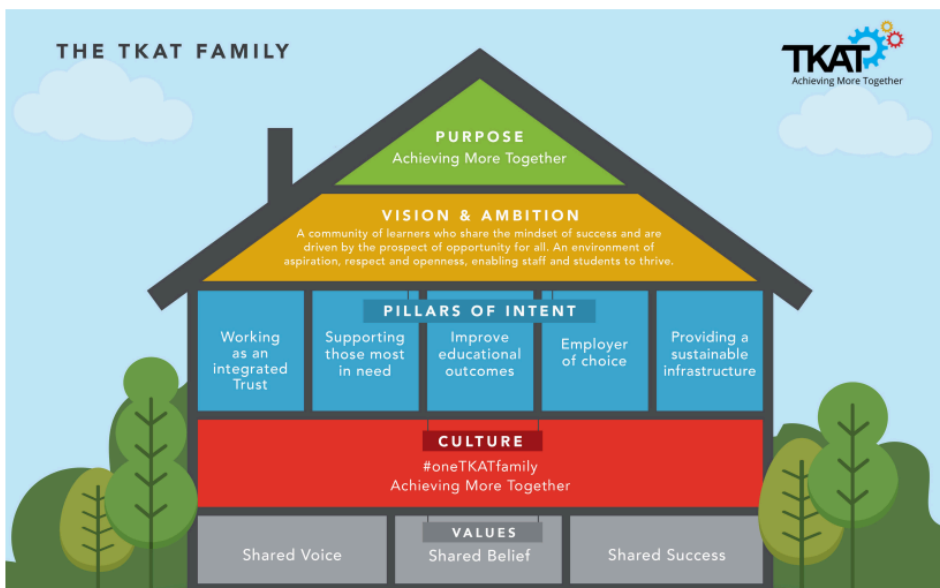 THE TKAT FAMILY
TKAT
Achieving More Together
PURPOSE
Achieving More Together
VISION & AMBITION
A community of learners who share the mindset of success and are
driven by the prospect of opportunity for all. An environment of
aspiration, respect and openness, enabling staff and students to thrive.
PILLARS OF INTENT
Working
as an
integrated
Trust
Supporting
those most
in need
Improve
educational
outcomes
Employer
of choice
Providing a
sustainable
infrastructure
CULTURE
#oneTKATfamily
Achieving More Together
VALUES
Shared Voice
Shared Belief
Shared Success